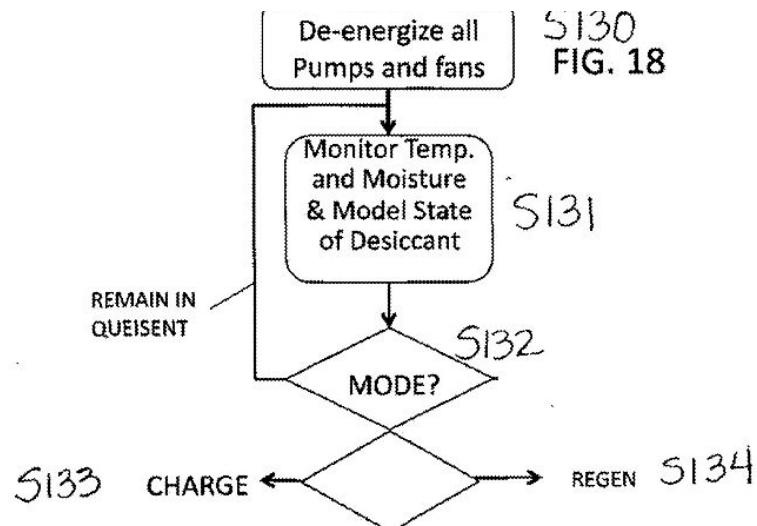 De-energize all
Pumps and fans
S130
FIG. 18
Monitor Temp.
and Moisture
& Model State
of Desiccant
S131
REMAIN IN
QUEISENT
S132
MODE?
S133
CHARGE
REGEN
S134